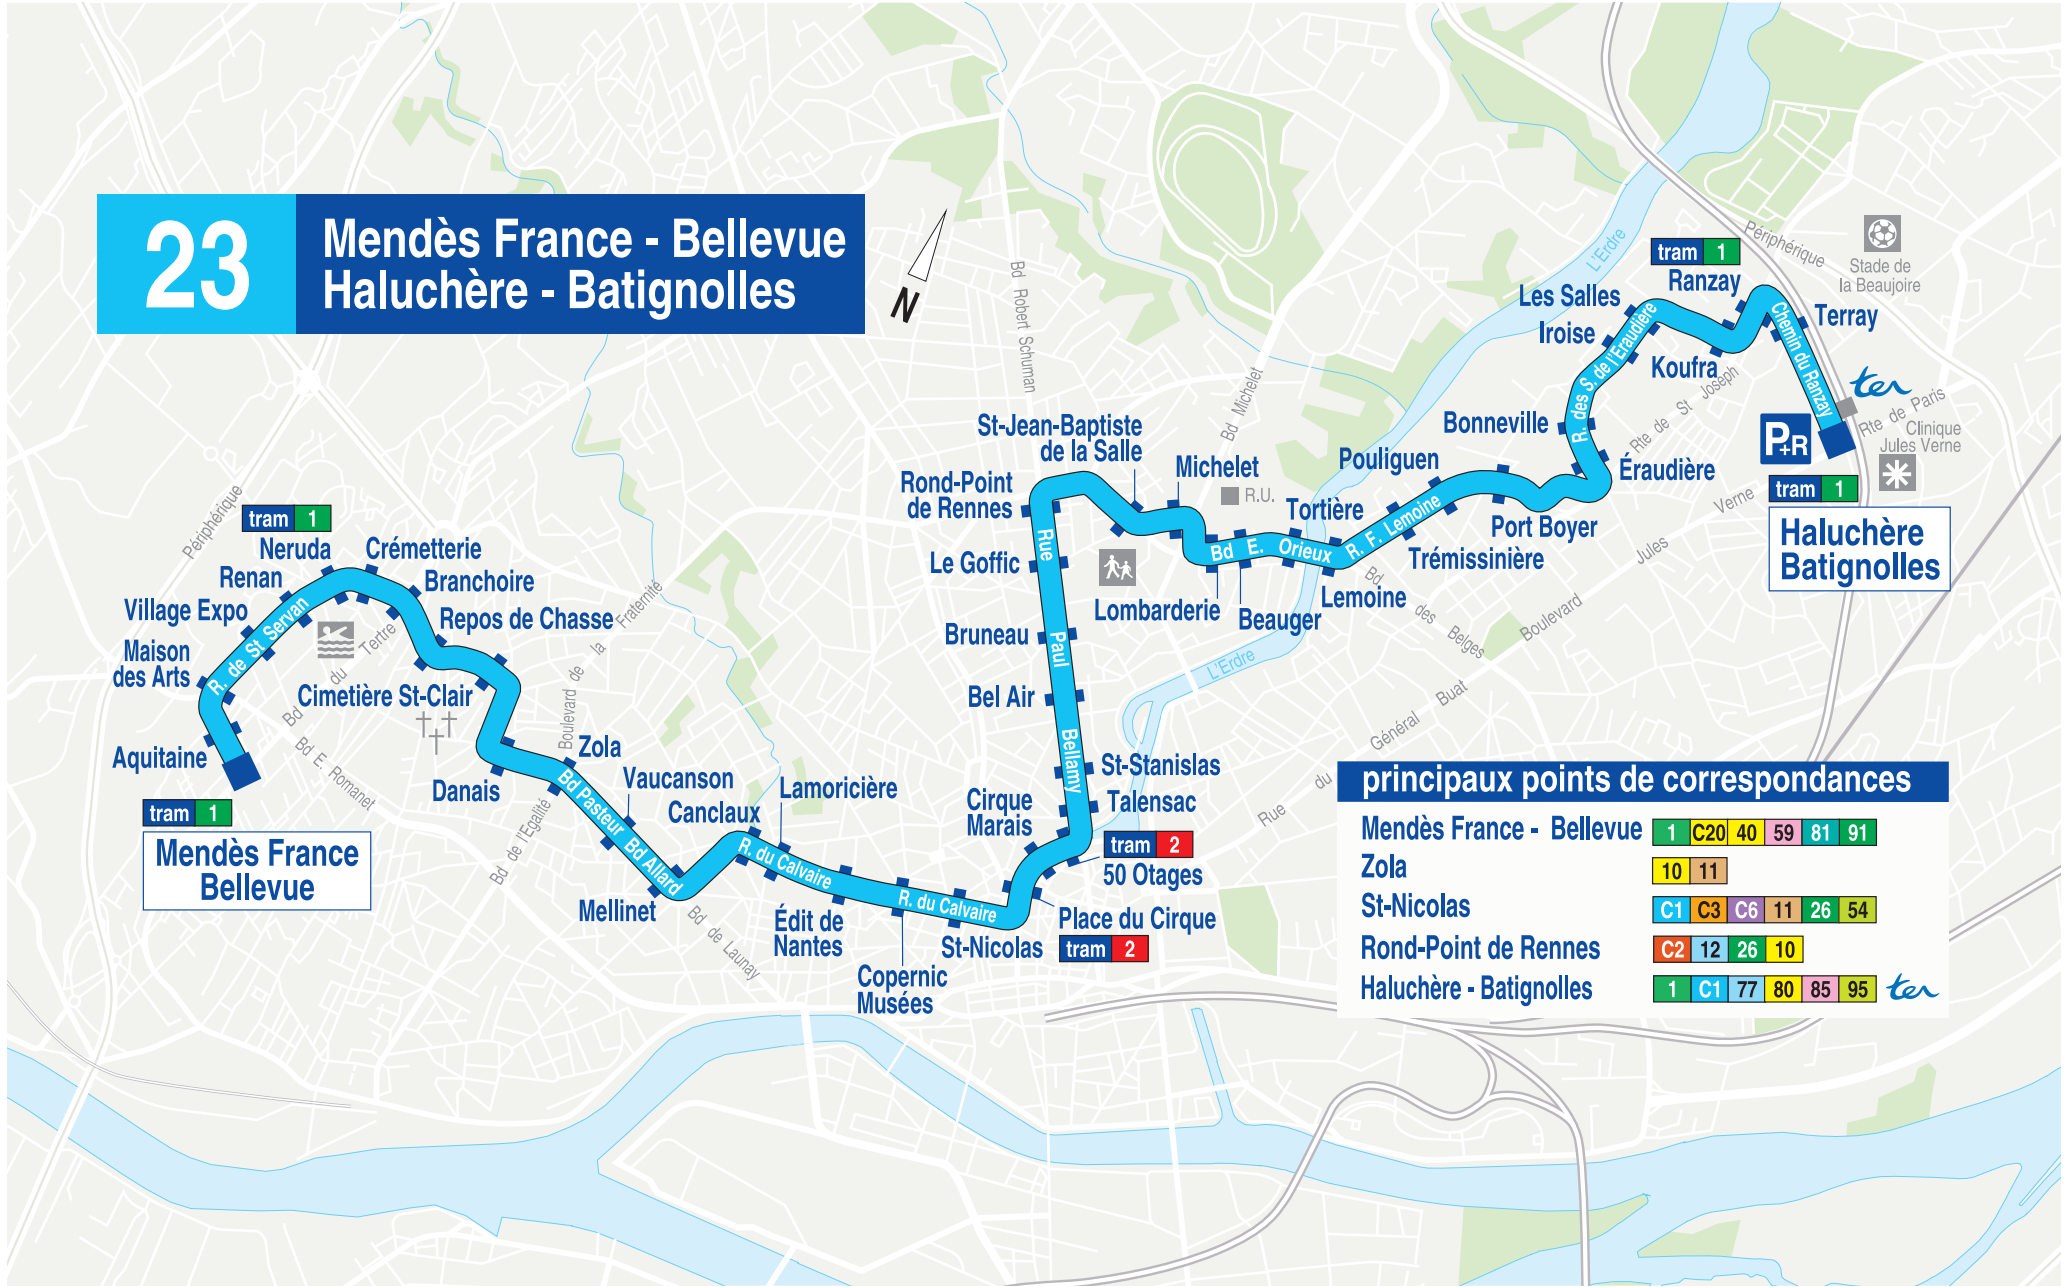 23
Mendès France - Bellevue
Haluchère - Batignolles
N
Bd Robert Schuman
Bd Michelet
L'Erdre
Périphérique
Stade de
la Beaujoire
tram 1
Ranzay
Les Salles
Iroise
Koufra
Terray
Chemin du Ranzay
R. des S. de l'Eraudière
Rte de St Joseph
ter
Rte de Paris
Clinique
Jules Verne
P+R
tram 1
Haluchère
Batignolles
Bonneville
Éraudière
Pouliguen
Port Boyer
Trémissinière
R. F. Lemoine
Tortière
Lemoine
Bd E. Orieux
Beauger
Lombarderie
Michelet
R.U.
St-Jean-Baptiste
de la Salle
Rond-Point
de Rennes
Le Goffic
Bruneau
Bel Air
Rue Paul Bellamy
St-Stanislas
Talensac
Cirque
Marais
tram 2
50 Otages
Place du Cirque
tram 2
St-Nicolas
R. du Calvaire
Copernic
Musées
Édit de
Nantes
R. du Calvaire
Lamoricière
Canclaux
Vaucanson
Mellinet
Bd Allard
Bd Pasteur
Zola
Danais
Bd de l'Egalité
Bd de Launay
Boulevard de la Fraternité
Cimetière St-Clair
Repos de Chasse
Branchoire
Crémetterie
tram 1
Neruda
Renan
Village Expo
Maison
des Arts
R. de St Servan
Bd du Tertre
Bd E. Romanet
Périphérique
Aquitaine
tram 1
Mendès France
Bellevue
L'Erdre
Bd des Belges
Boulevard Jules Verne
Rue du Général Buat
principaux points de correspondances
Mendès France - Bellevue 1 C20 40 59 81 91
Zola 10 11
St-Nicolas C1 C3 C6 11 26 54
Rond-Point de Rennes C2 12 26 10
Haluchère - Batignolles 1 C1 77 80 85 95 ter